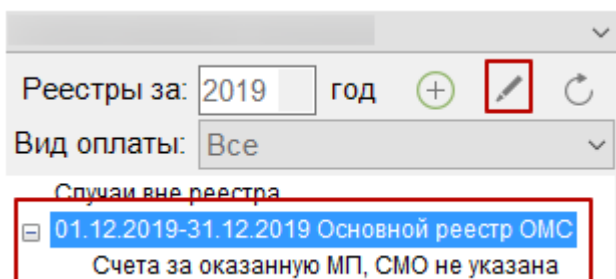 Реестры за: 2019 год
Вид оплаты: Все
Случаи вне реестра
01.12.2019-31.12.2019 Основной реестр ОМС
Счета за оказанную МП, СМО не указана